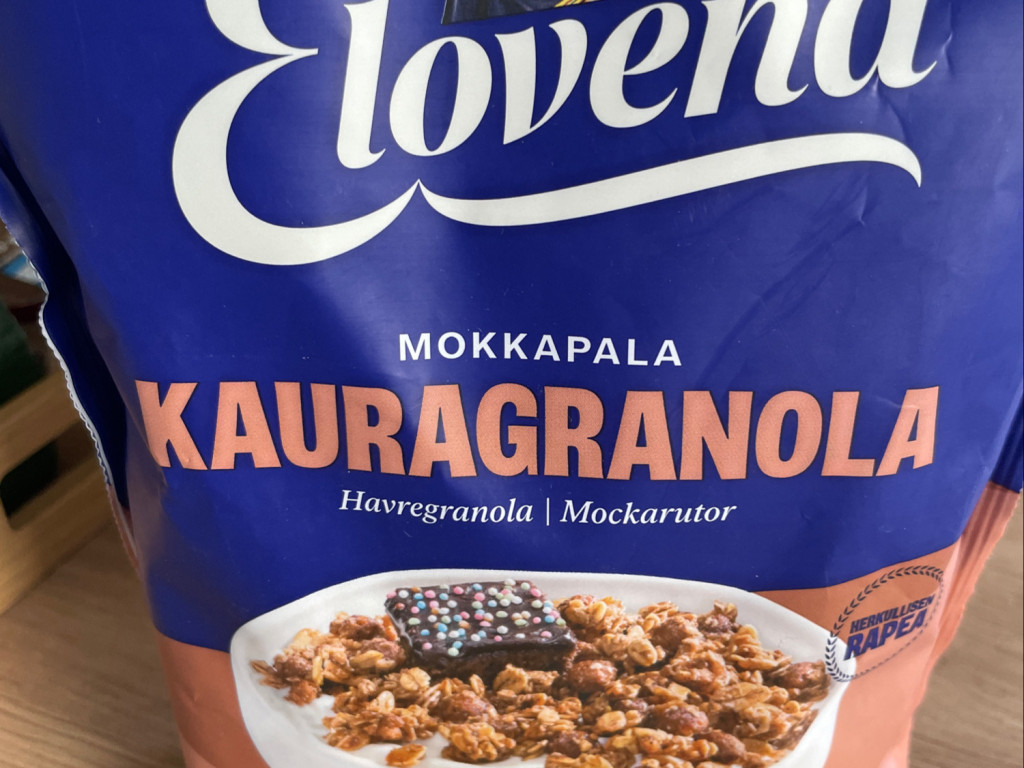 Elovena
MOKKAPALA
KAURAGRANOLA
Havregranola | Mockarutor
HERKULLISEN
RAPEA